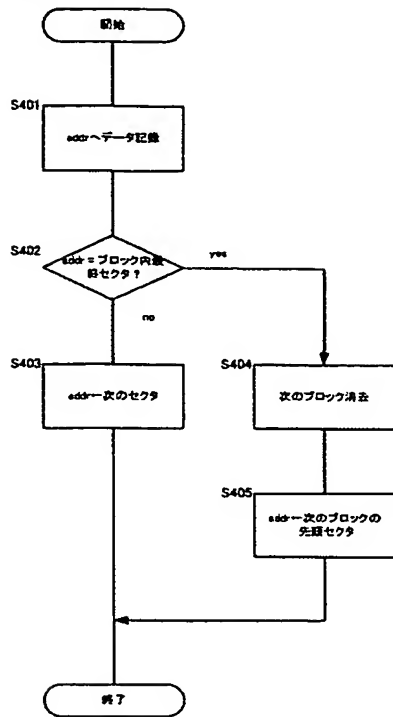 開始
S401
addrへデータ記録
S402
addr = ブロック内最
終セクタ?
yes
no
S403
addr←次のセクタ
S404
次のブロック消去
S405
addr←次のブロックの
先頭セクタ
終了